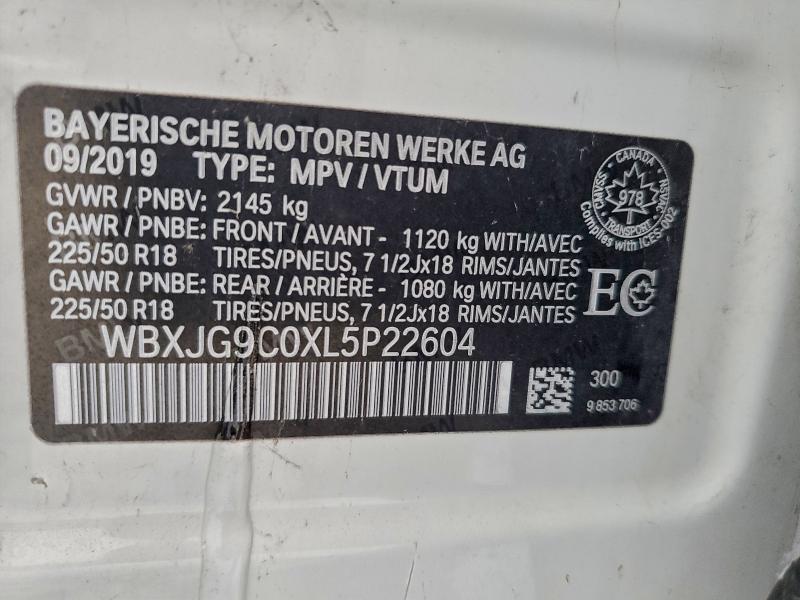 BAYERISCHE MOTOREN WERKE AG
09/2019 TYPE: MPV / VTUM
GVWR / PNBV: 2145 kg
GAWR / PNBE: FRONT / AVANT - 1120 kg WITH/AVEC
225/50 R18 TIRES/PNEUS, 7 1/2Jx18 RIMS/JANTES
GAWR / PNBE: REAR / ARRIÈRE - 1080 kg WITH/AVEC
225/50 R18 TIRES/PNEUS, 7 1/2Jx18 RIMS/JANTES
WBXJG9C0XL5P22604
CANADA
CMVSS
NSVAC
978
TRANSPORT
Complies with ICES-002
EC
300
9 853 706